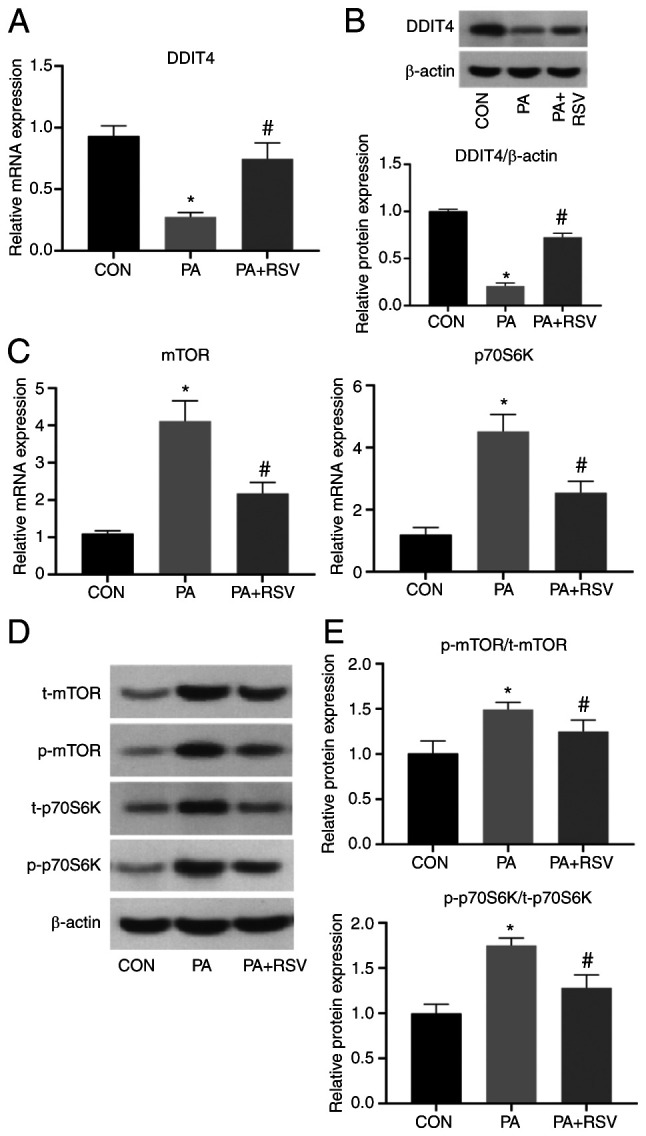 A
DDIT4
Relative mRNA expression
1.5
1.0
0.5
0.0
*
#
CON
PA
PA+RSV
B
DDIT4
β-actin
CON
PA
PA+
RSV
DDIT4/β-actin
Relative protein expression
1.5
1.0
0.5
0.0
*
#
CON
PA
PA+RSV
C
mTOR
Relative mRNA expression
5
4
3
2
1
0
*
#
CON
PA
PA+RSV
p70S6K
Relative mRNA expression
6
4
2
0
*
#
CON
PA
PA+RSV
D
t-mTOR
p-mTOR
t-p70S6K
p-p70S6K
β-actin
CON
PA
PA+RSV
E
p-mTOR/t-mTOR
Relative protein expression
2.0
1.5
1.0
0.5
0.0
*
#
CON
PA
PA+RSV
p-p70S6K/t-p70S6K
Relative protein expression
2.0
1.5
1.0
0.5
0.0
*
#
CON
PA
PA+RSV